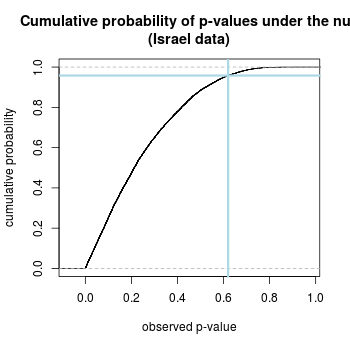 Cumulative probability of p-values under the nu
(Israel data)
cumulative probability
1.0
0.8
0.6
0.4
0.2
0.0
0.0 0.2 0.4 0.6 0.8 1.0
observed p-value